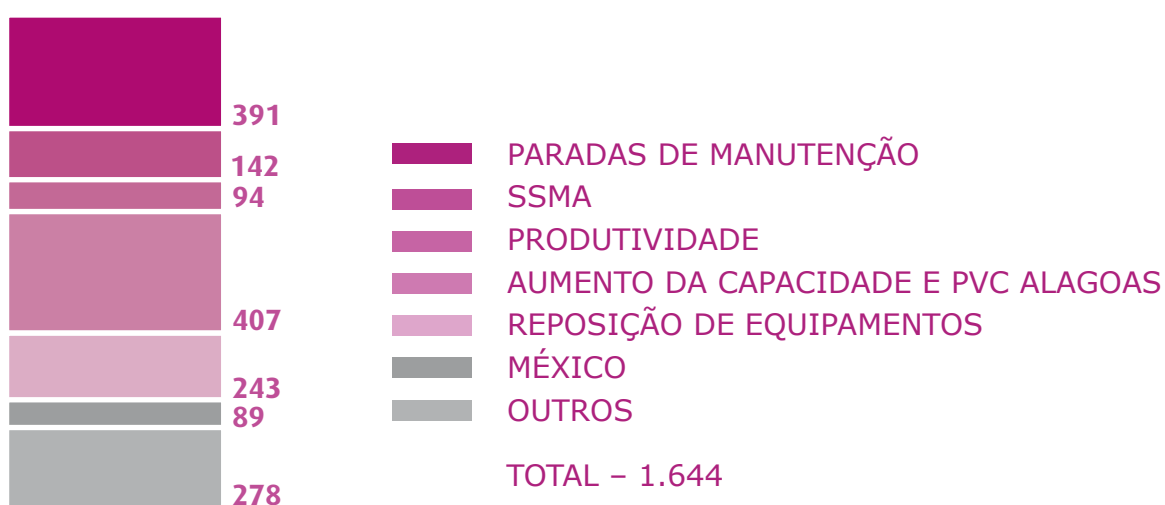 391
142
94
407
243
89
278
PARADAS DE MANUTENÇÃO
SSMA
PRODUTIVIDADE
AUMENTO DA CAPACIDADE E PVC ALAGOAS
REPOSIÇÃO DE EQUIPAMENTOS
MÉXICO
OUTROS
TOTAL – 1.644